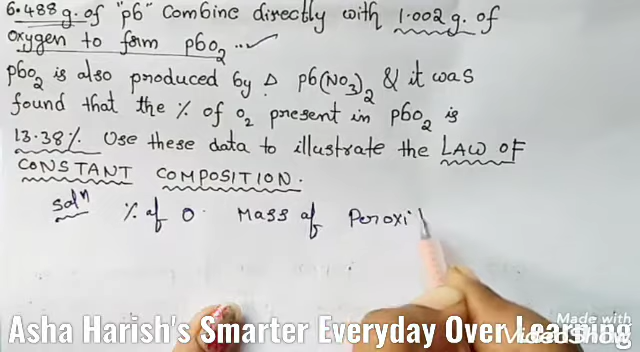 6.488 g. of "pb" combine directly with 1.002 g. of
oxygen to form pbo₂
pbo₂ is also produced by Δ pb(NO₃)₂ & it was
found that the % of o₂ present in pbo₂ is
13.38%. Use these data to illustrate the LAW OF
CONSTANT COMPOSITION.
Solⁿ % of O. Mass of Peroxi
Made with
VideoShow
Asha Harish's Smarter Everyday Over Learning